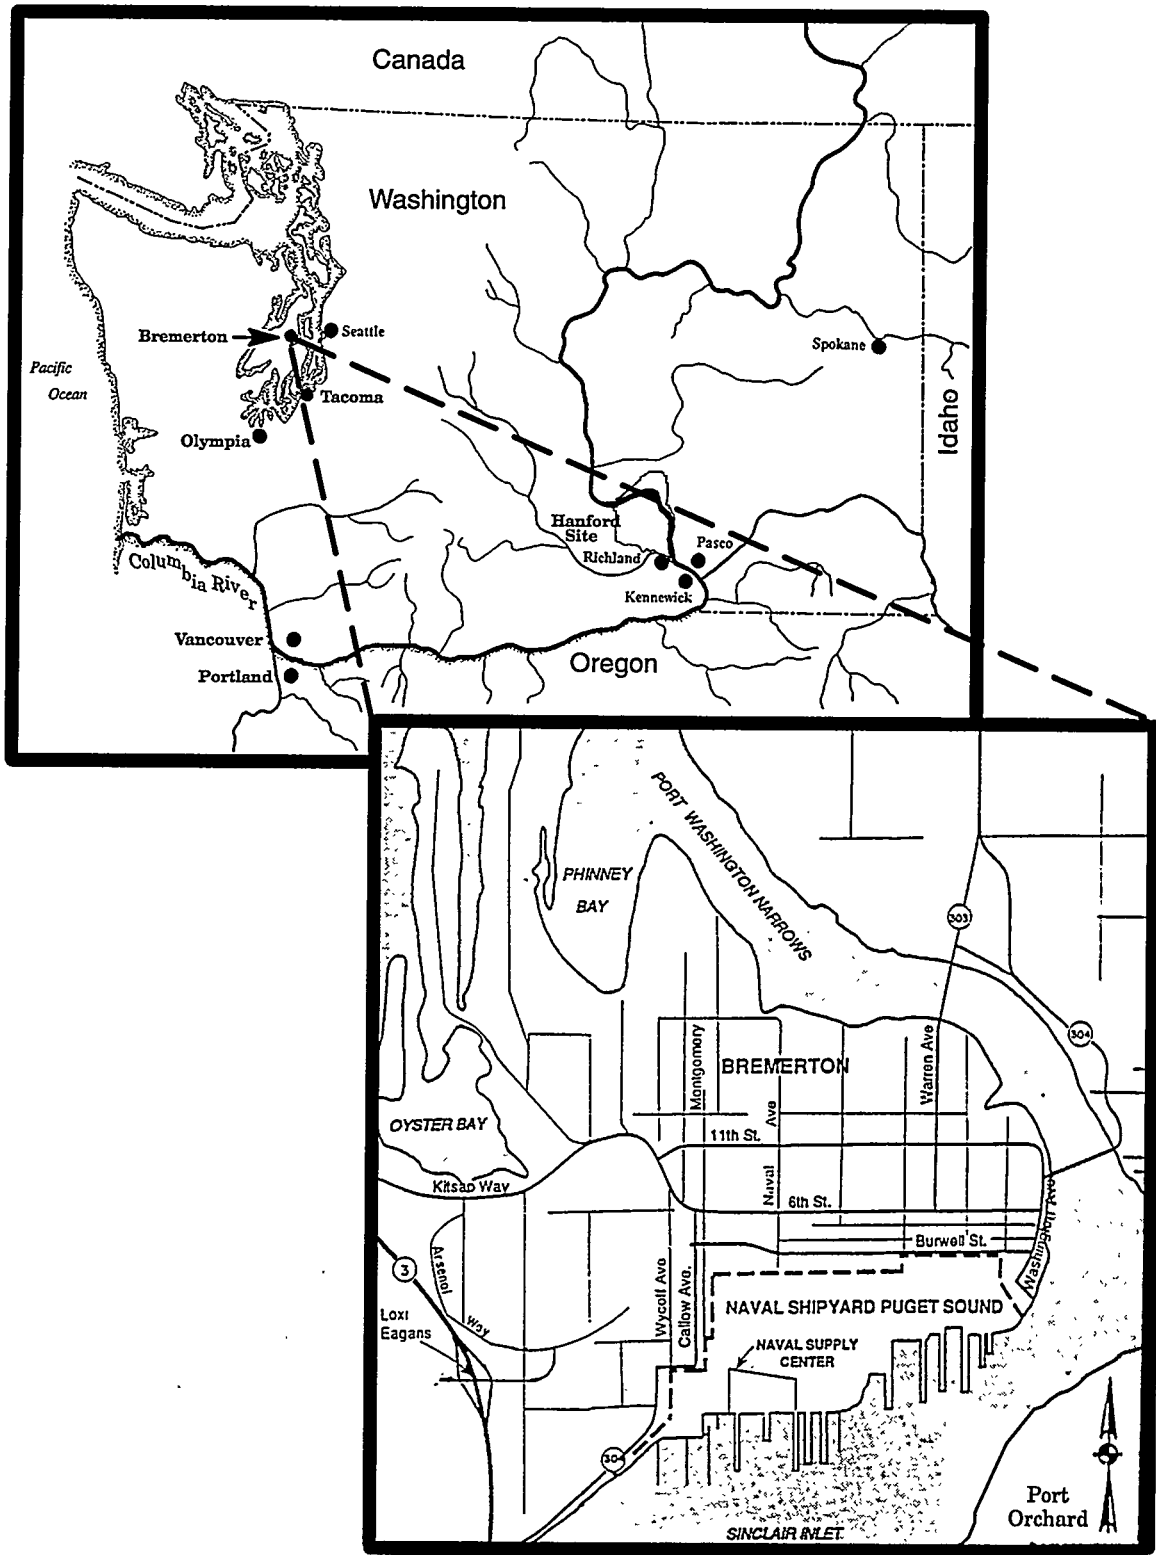 Canada
Washington
Bremerton
Seattle
Spokane
Pacific
Ocean
Tacoma
Idaho
Olympia
Hanford
Site
Pasco
Richland
Columbia River
Kennewick
Vancouver
Oregon
Portland
PORT WASHINGTON NARROWS
PHINNEY
BAY
303
304
Montgomery
BREMERTON
Warren Ave
OYSTER BAY
Naval Ave
11th St.
Kitsap Way
6th St.
Washington Ave
Burwell St.
Arsenal Way
3
Wycoff Ave
Callow Ave.
NAVAL SHIPYARD PUGET SOUND
Loxi
Eagans
NAVAL SUPPLY
CENTER
304
Port
Orchard
SINCLAIR INLET